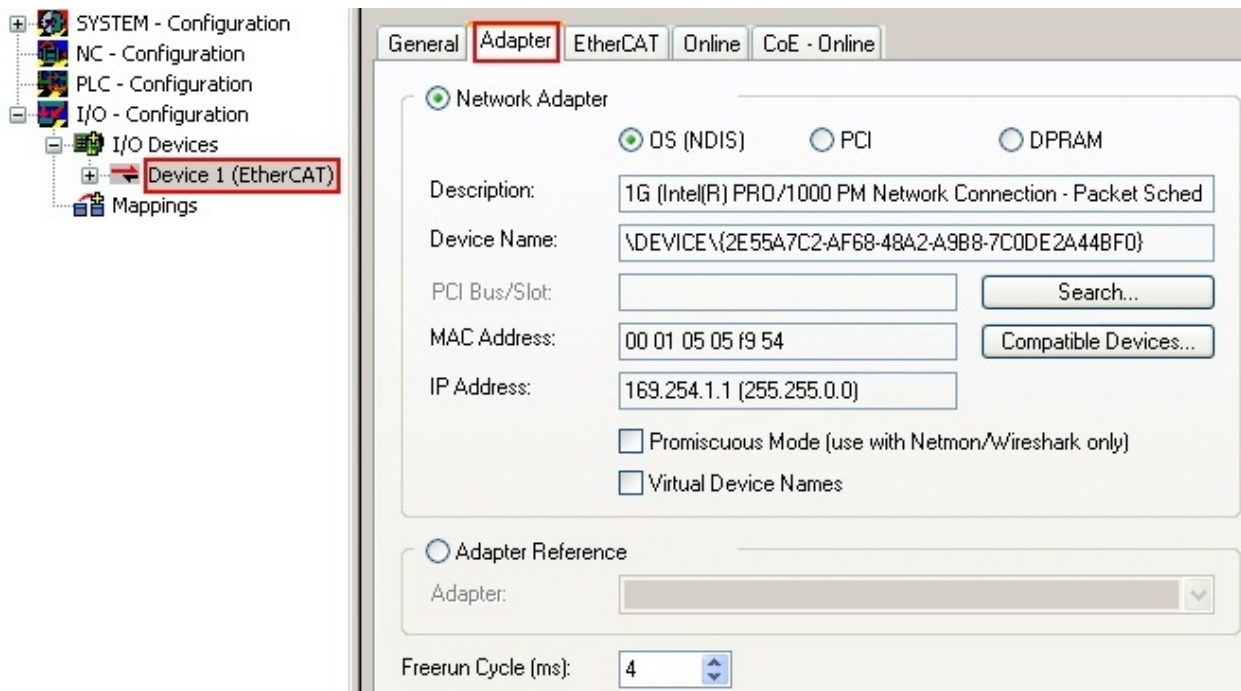 SYSTEM - Configuration
NC - Configuration
PLC - Configuration
I/O - Configuration
I/O Devices
Device 1 (EtherCAT)
Mappings
General Adapter EtherCAT Online CoE - Online
Network Adapter
OS (NDIS) PCI DPRAM
Description: 1G (Intel(R) PRO/1000 PM Network Connection - Packet Sched
Device Name: \DEVICE\{2E55A7C2-AF68-48A2-A9B8-7C0DE2A44BF0}
PCI Bus/Slot: Search...
MAC Address: 00 01 05 05 f9 54 Compatible Devices...
IP Address: 169.254.1.1 (255.255.0.0)
Promiscuous Mode (use with Netmon/Wireshark only)
Virtual Device Names
Adapter Reference
Adapter:
Freerun Cycle (ms): 4